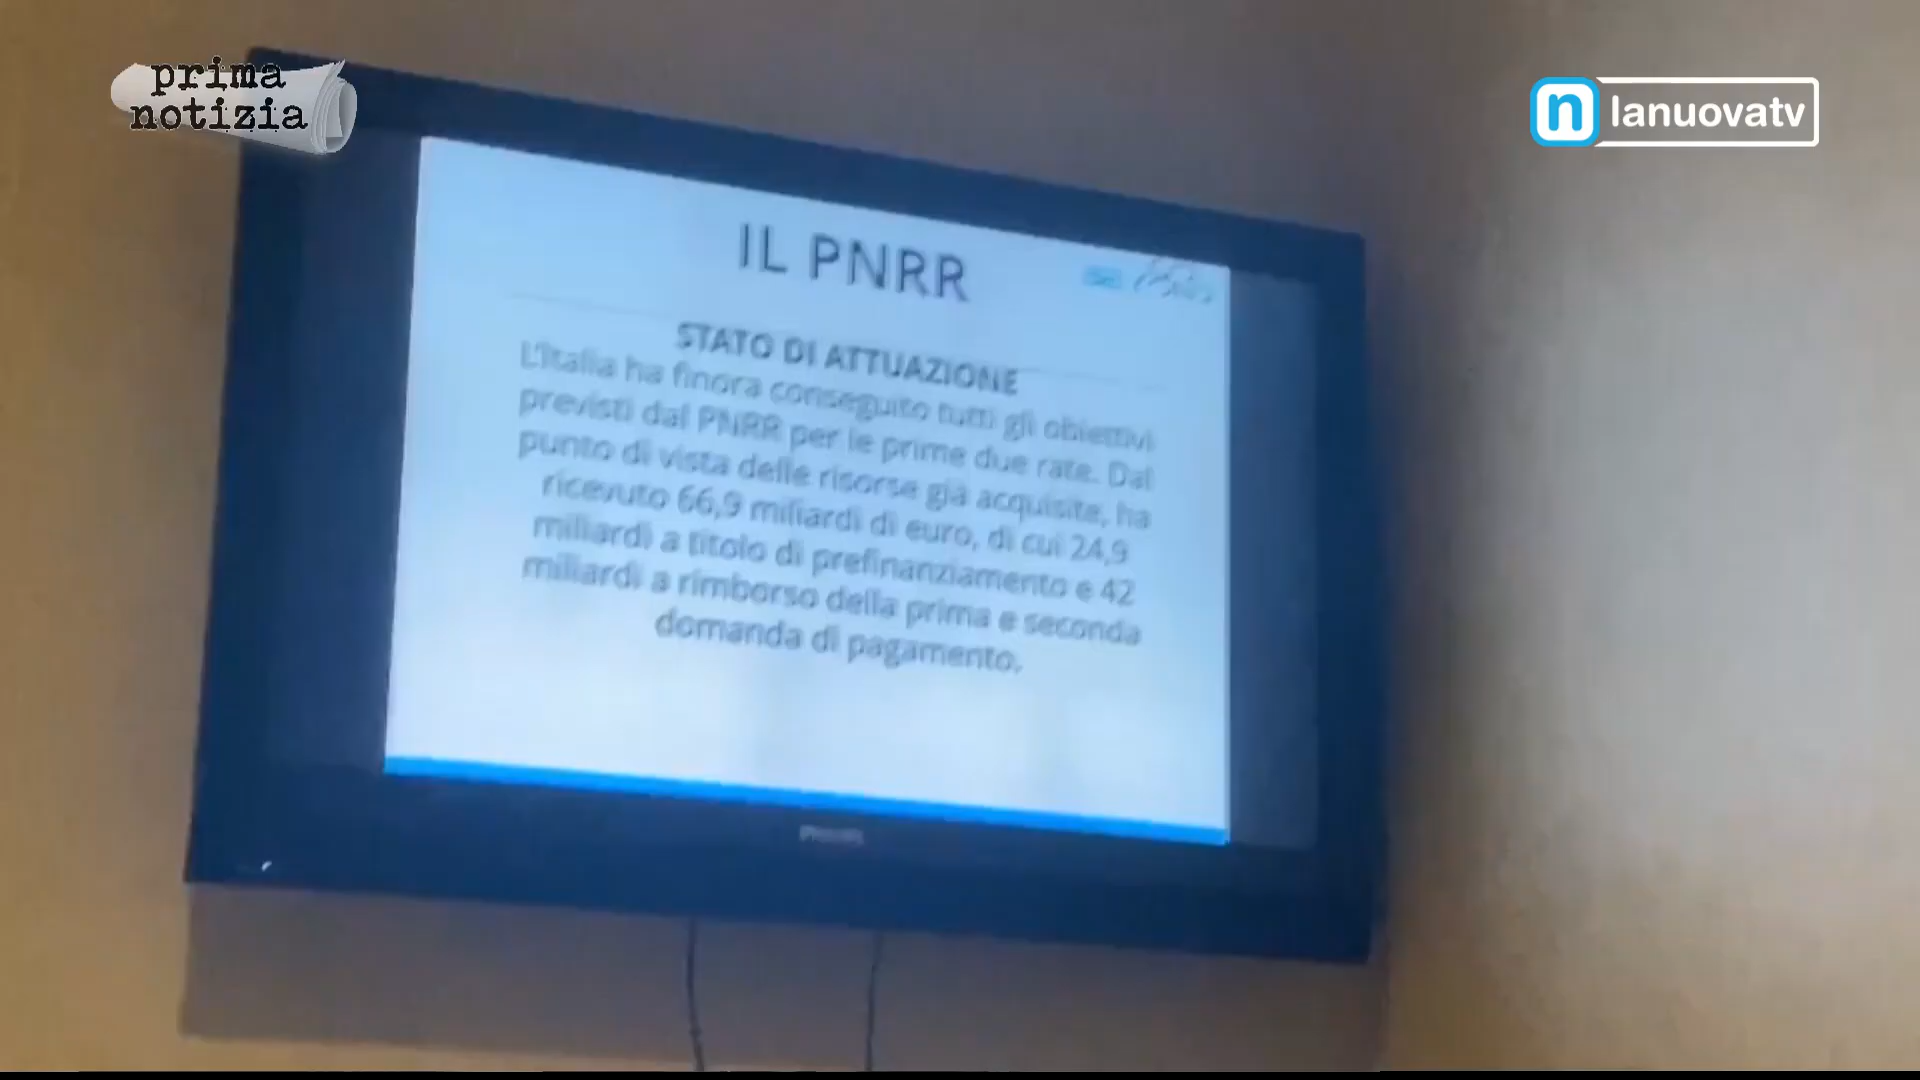 prima
notizia
n lanuovatv
IL PNRR
STATO DI ATTUAZIONE
L'Italia ha finora conseguito tutti gli obiettivi
previsti dal PNRR per le prime due rate. Dal
punto di vista delle risorse già acquisite, ha
ricevuto 66,9 miliardi di euro, di cui 24,9
miliardi a titolo di prefinanziamento e 42
miliardi a rimborso della prima e seconda
domanda di pagamento.
PHILIPS